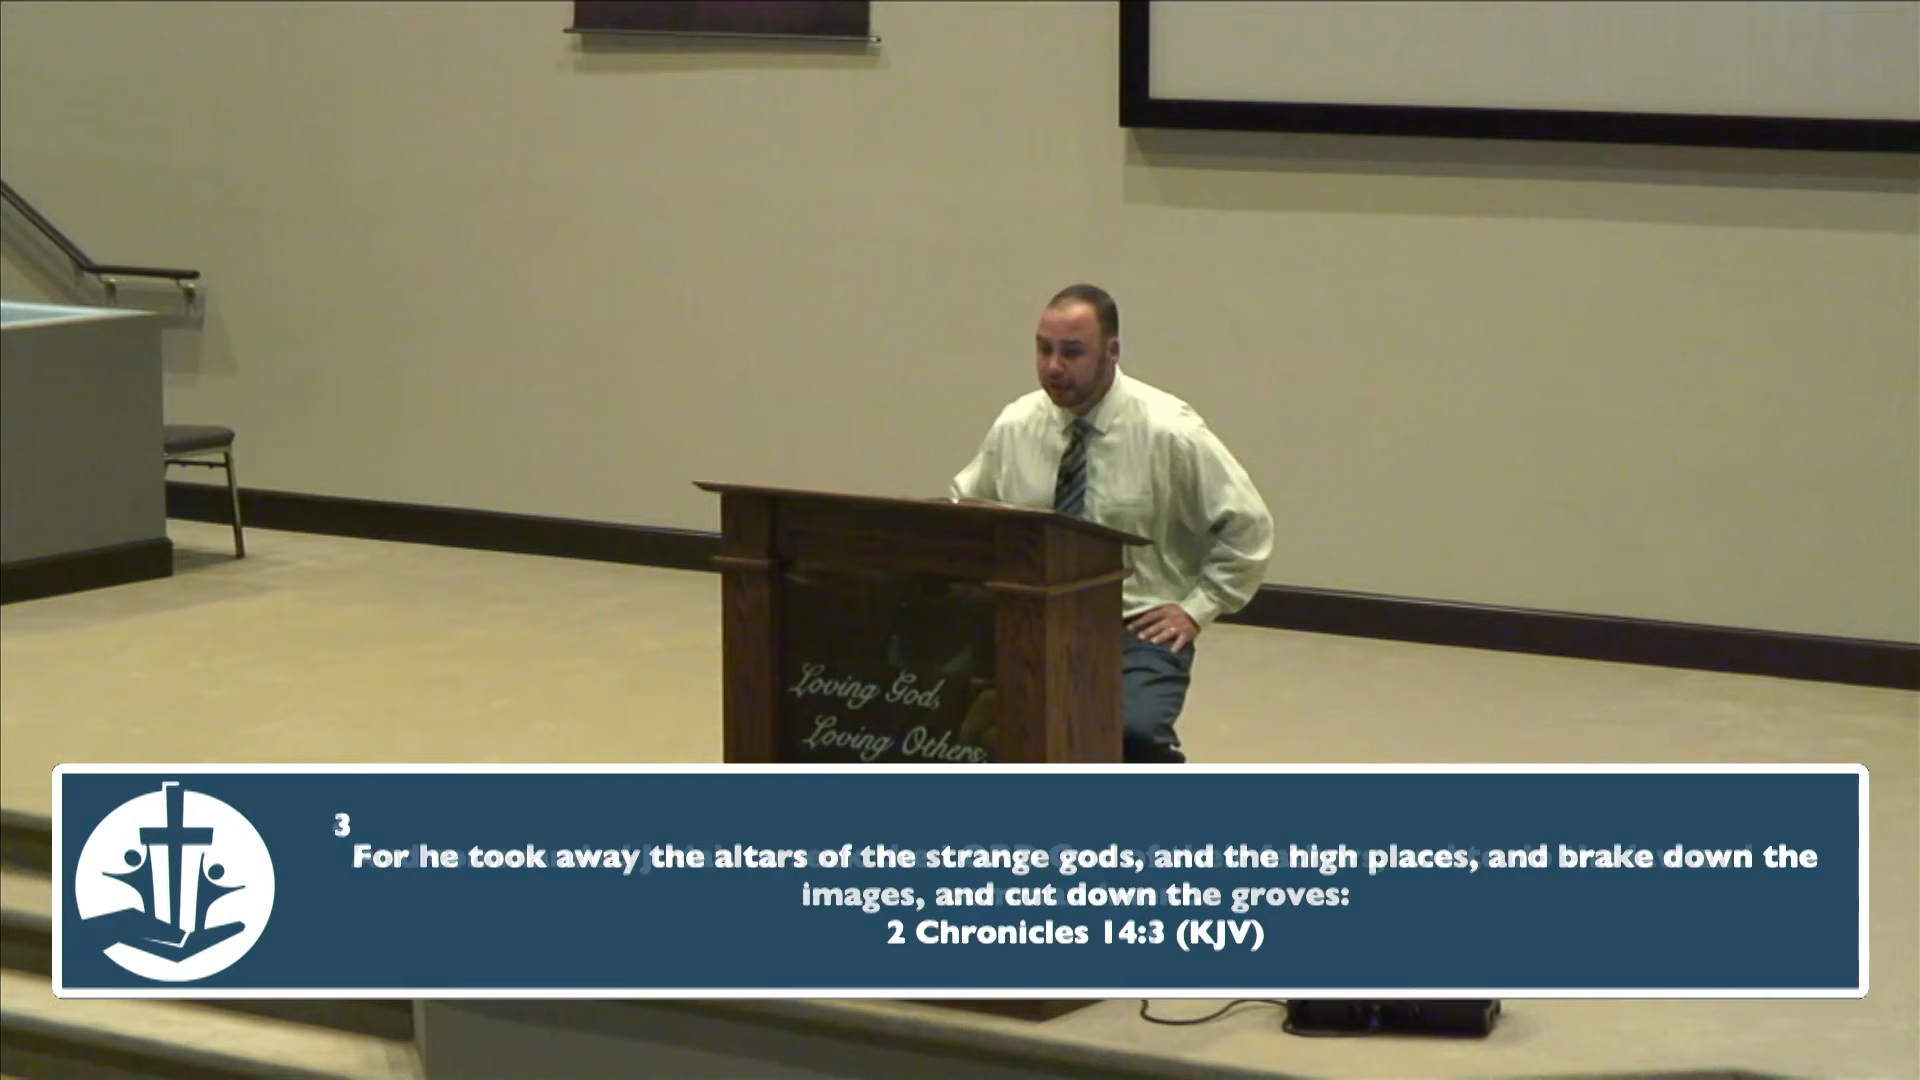 Loving God,
Loving Others.
3
For he took away the altars of the strange gods, and the high places, and brake down the
images, and cut down the groves:
2 Chronicles 14:3 (KJV)